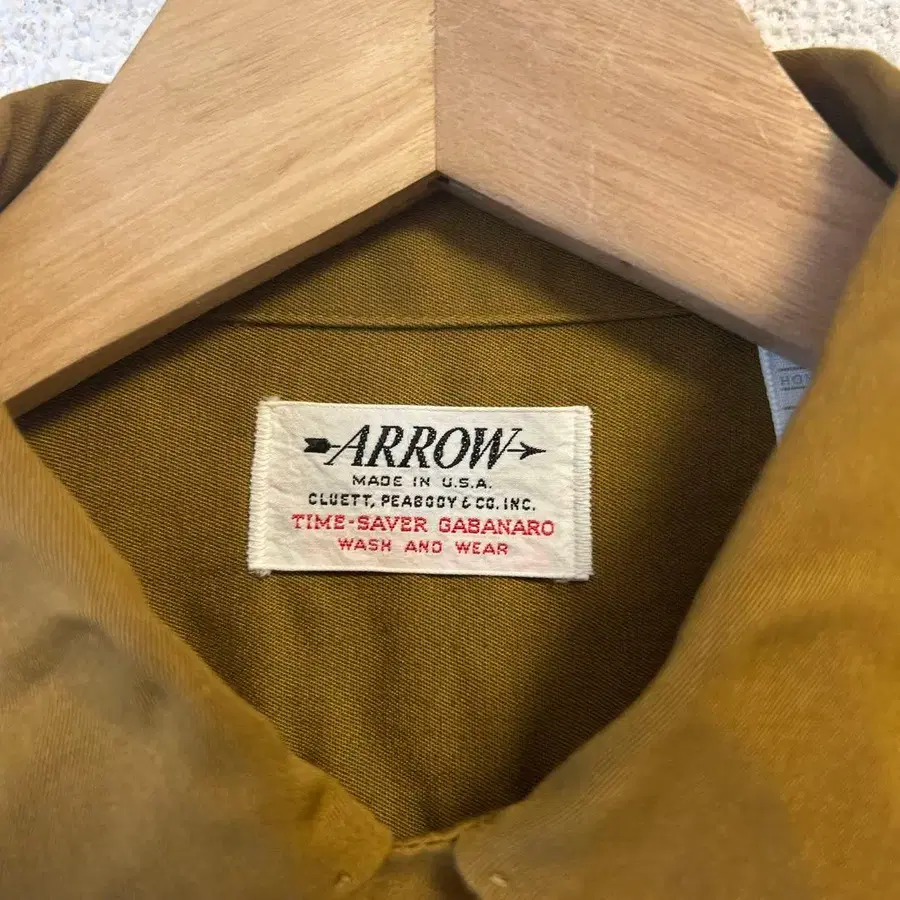 ARROW
MADE IN U.S.A.
CLUETT, PEABODY & CO. INC.
TIME-SAVER GABANARO
WASH AND WEAR